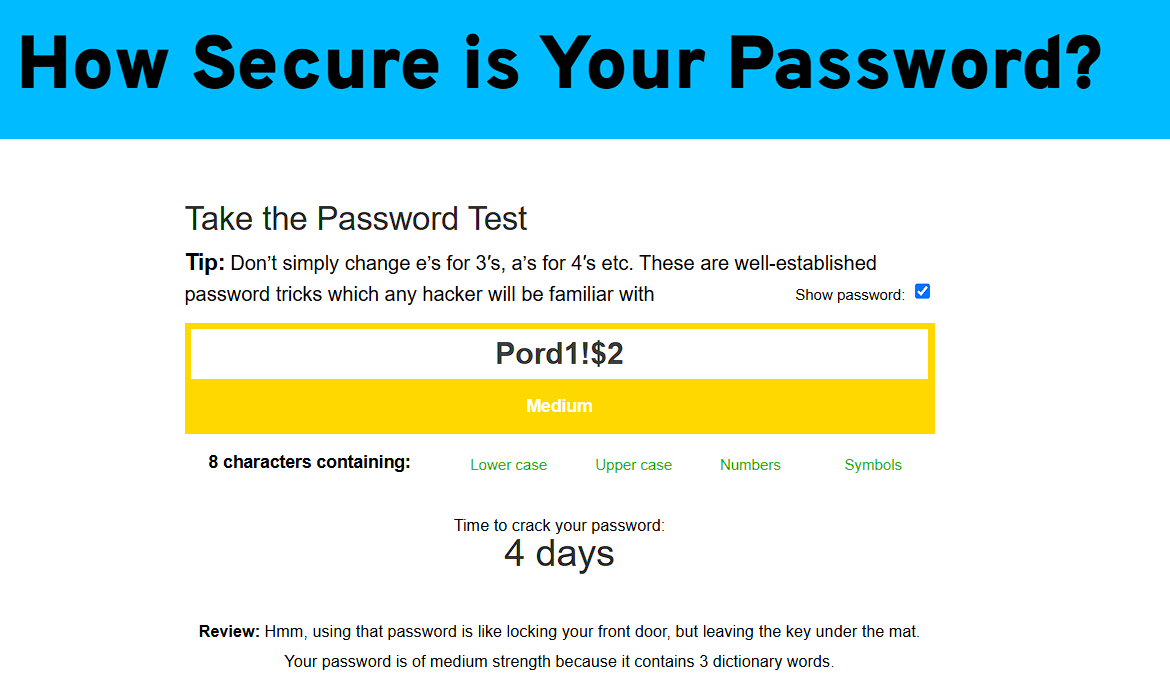 How Secure is Your Password?
Take the Password Test
Tip: Don’t simply change e’s for 3′s, a’s for 4′s etc. These are well-established
password tricks which any hacker will be familiar with
Show password:
Pord1!$2
Medium
8 characters containing: Lower case Upper case Numbers Symbols
Time to crack your password:
4 days
Review: Hmm, using that password is like locking your front door, but leaving the key under the mat.
Your password is of medium strength because it contains 3 dictionary words.